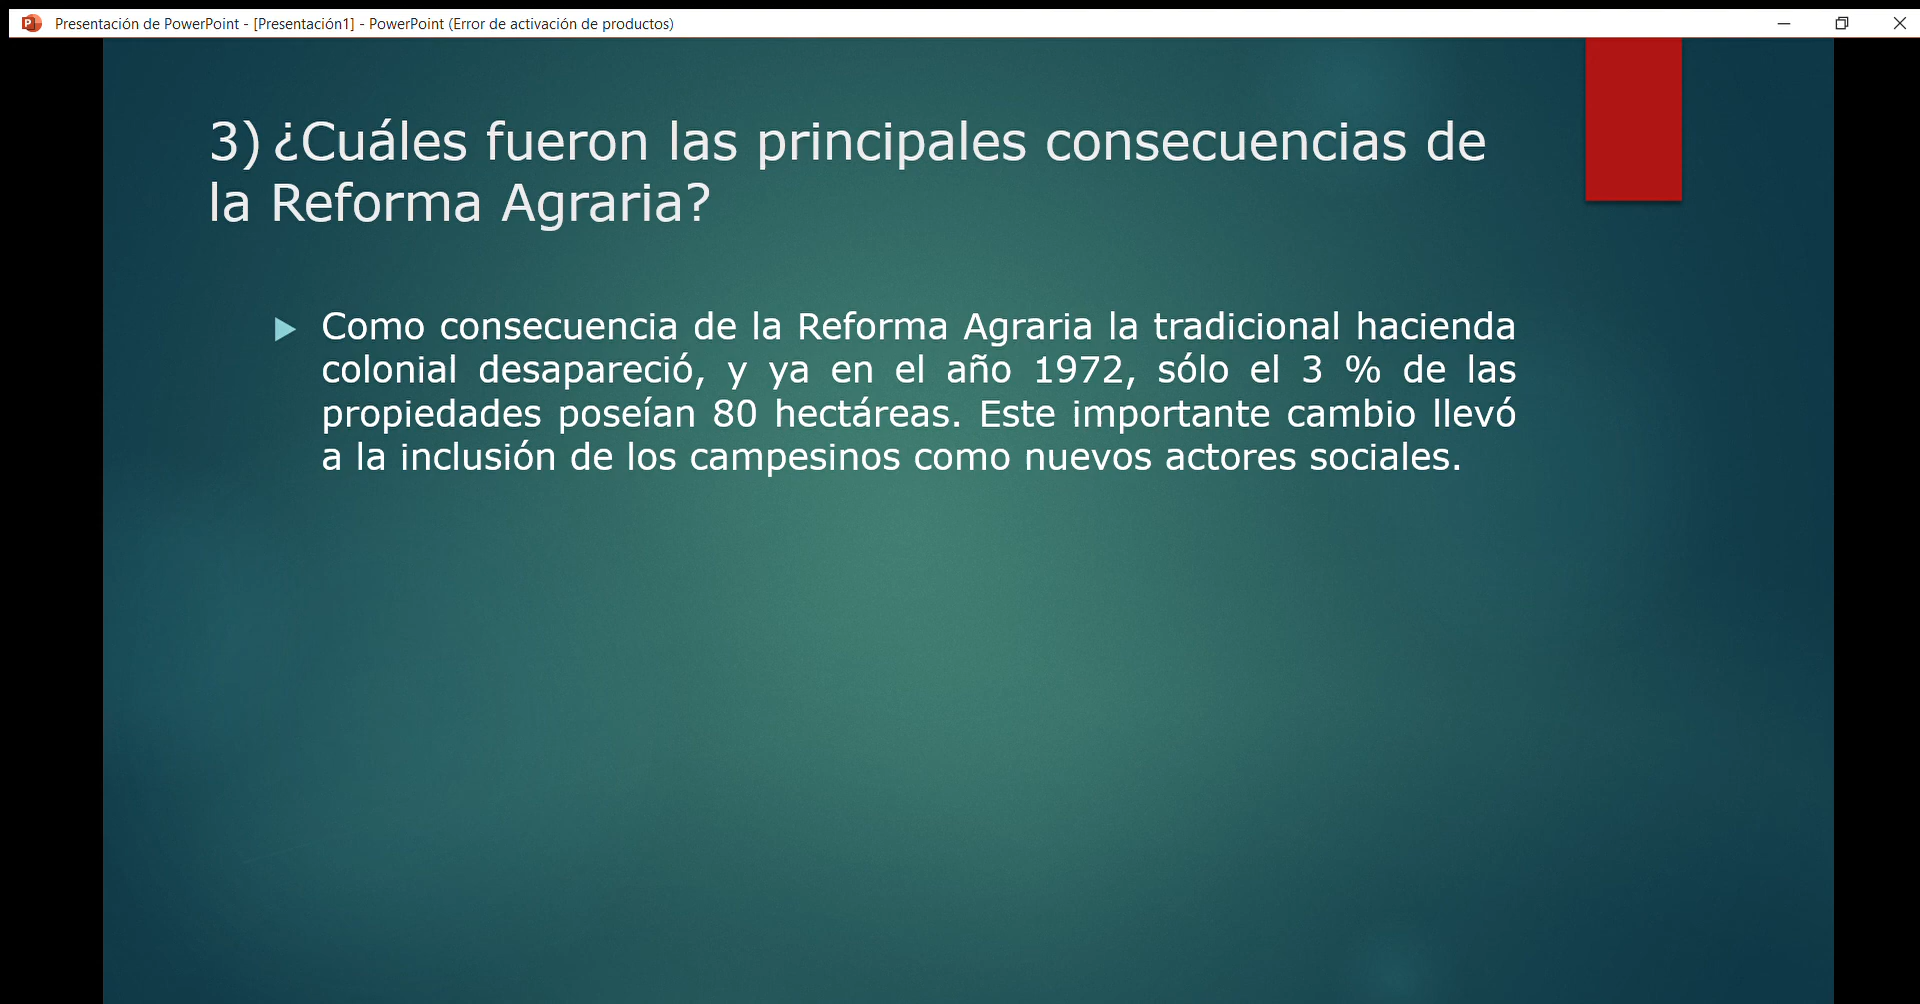 Presentación de PowerPoint - [Presentación1] - PowerPoint (Error de activación de productos)
3) ¿Cuáles fueron las principales consecuencias de
la Reforma Agraria?
Como consecuencia de la Reforma Agraria la tradicional hacienda
colonial desapareció, y ya en el año 1972, sólo el 3 % de las
propiedades poseían 80 hectáreas. Este importante cambio llevó
a la inclusión de los campesinos como nuevos actores sociales.